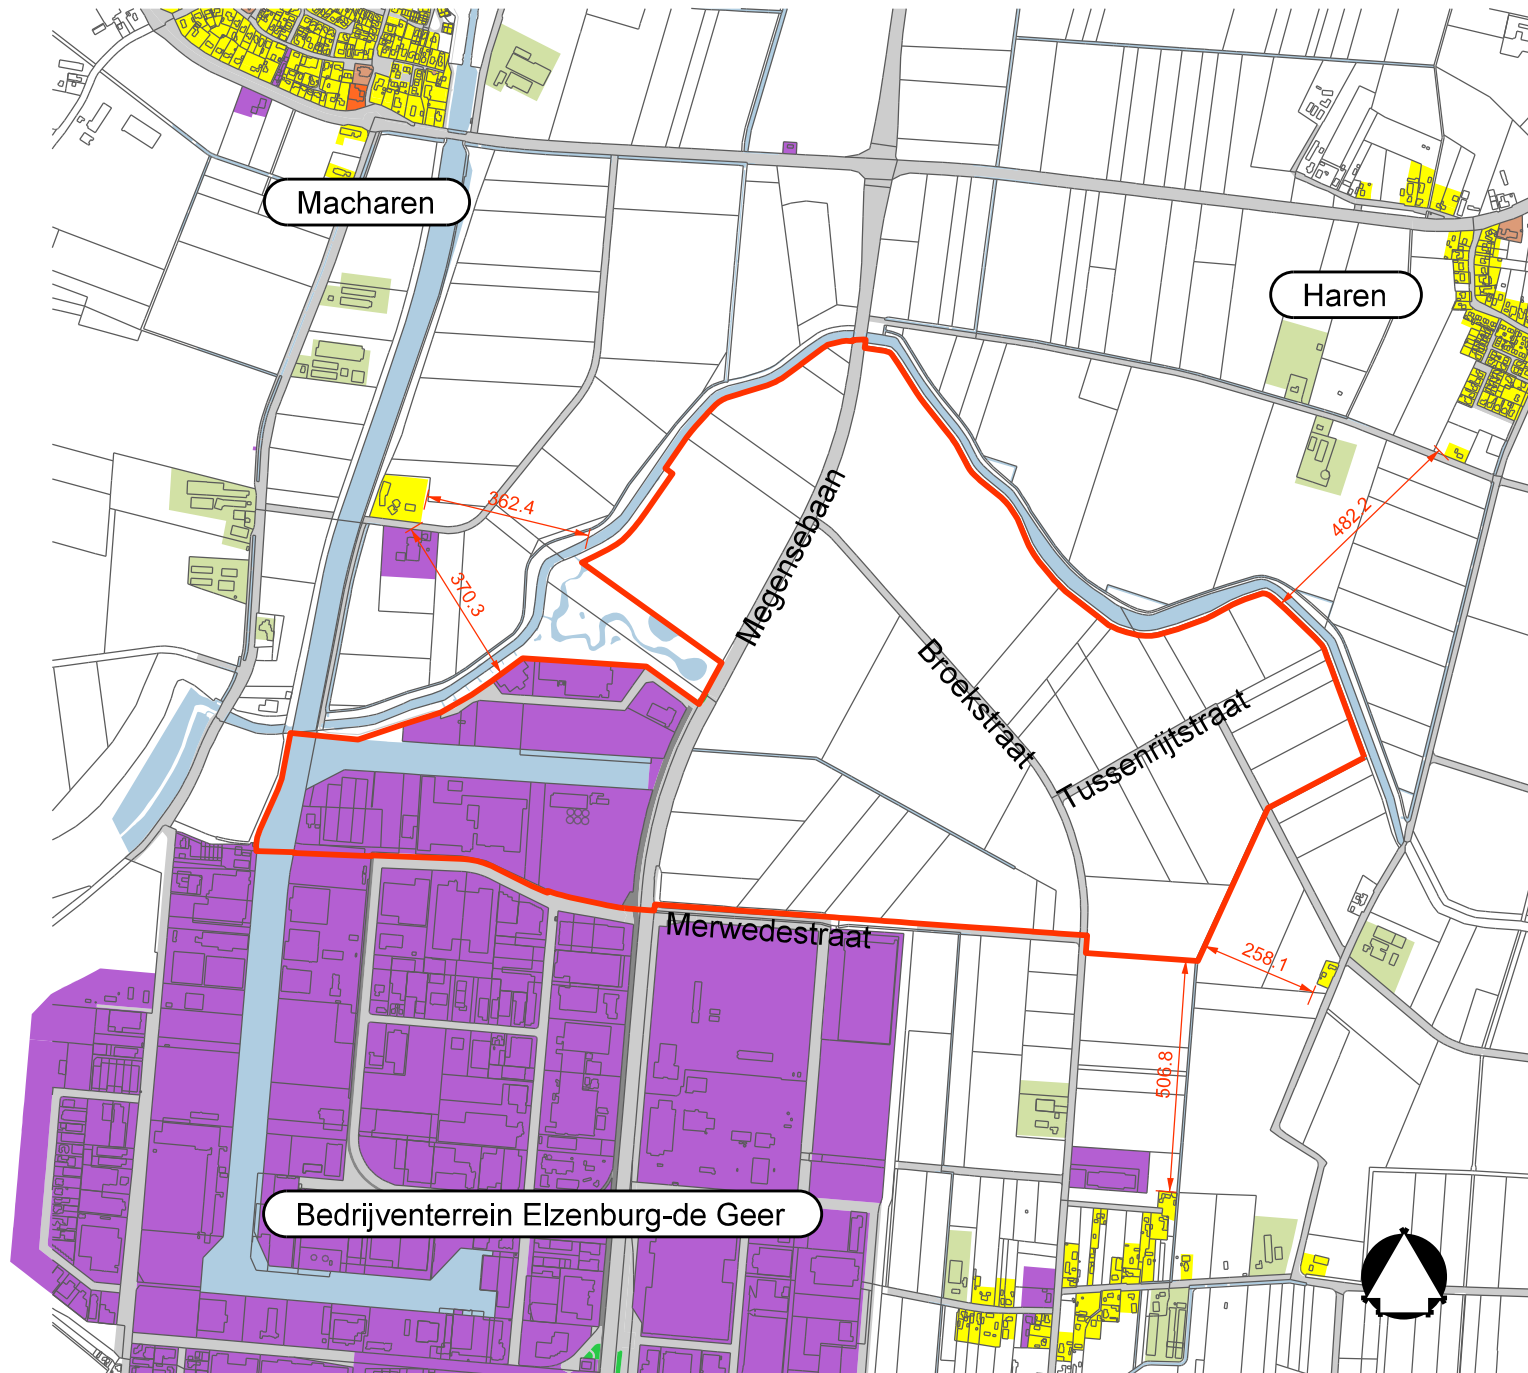 Macharen
Haren
362.4
482.2
370.3
Megensebaan
Broekstraat
Tussenrijtstraat
Merwedestraat
258.1
506.8
Bedrijventerrein Elzenburg-de Geer